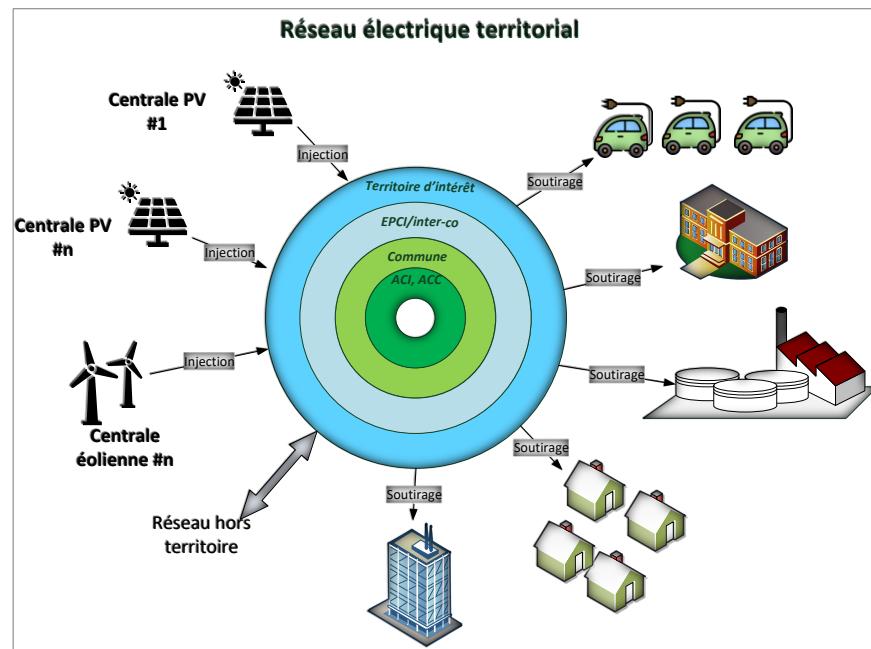 Réseau électrique territorial
Centrale PV
#1
Injection
Territoire d'intérêt
Soutirage
EPCI/inter-co
Centrale PV
#n
Injection
Commune
ACI, ACC
Soutirage
Injection
Soutirage
Centrale
éolienne #n
Soutirage
Soutirage
Réseau hors
territoire